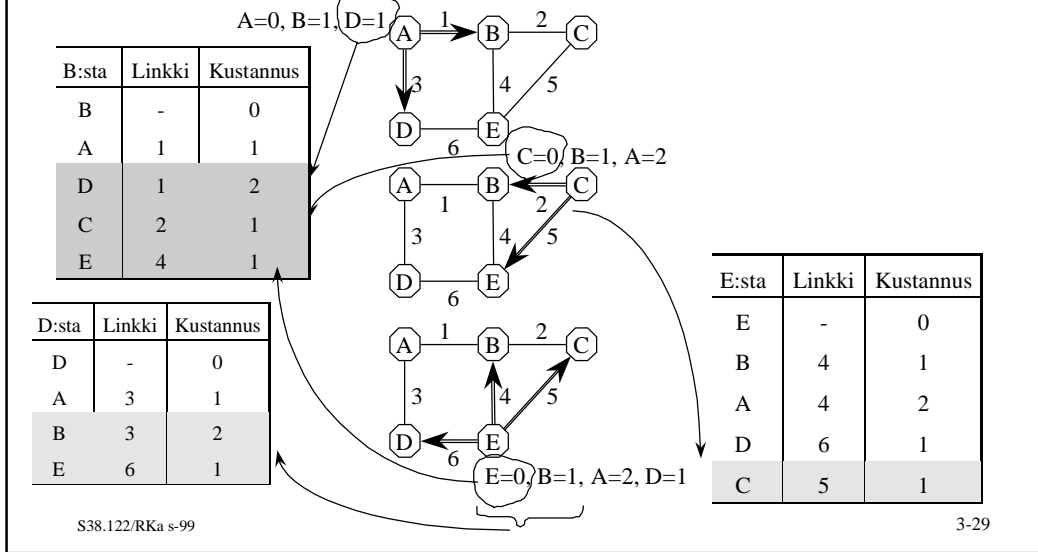 A=0, B=1, D=1
A 1 B 2 C
3 4 5
D E
6
B:sta Linkki Kustannus
B - 0
A 1 1
D 1 2
C 2 1
E 4 1
C=0, B=1, A=2
A B C
1 2
3 4 5
D E
6
E:sta Linkki Kustannus
E - 0
B 4 1
A 4 2
D 6 1
C 5 1
D:sta Linkki Kustannus
D - 0
A 3 1
B 3 2
E 6 1
A 1 B 2 C
3 4 5
D E
6
E=0, B=1, A=2, D=1
S38.122/RKa s-99
3-29